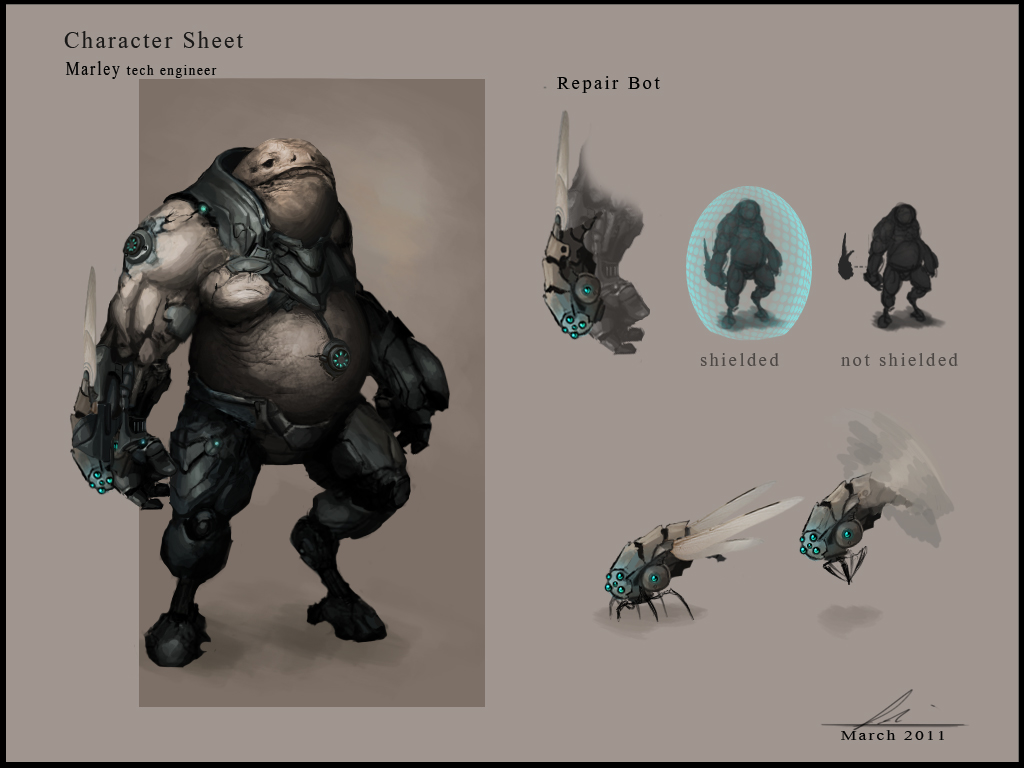 Character Sheet
Marley tech engineer
Repair Bot
shielded
not shielded
March 2011